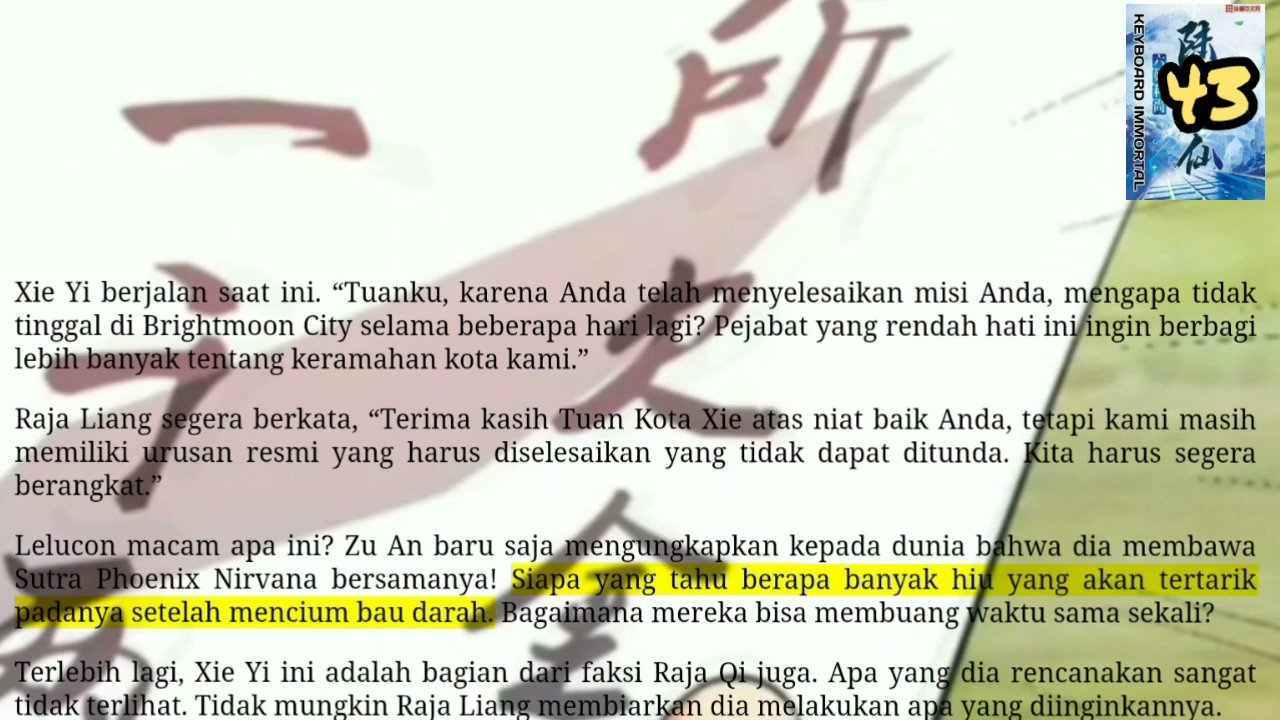 一
所
KEYBOARD IMMORTAL
陆
43
仙
Xie Yi berjalan saat ini. “Tuanku, karena Anda telah menyelesaikan misi Anda, mengapa tidak
tinggal di Brightmoon City selama beberapa hari lagi? Pejabat yang rendah hati ini ingin berbagi
lebih banyak tentang keramahan kota kami.”
Raja Liang segera berkata, “Terima kasih Tuan Kota Xie atas niat baik Anda, tetapi kami masih
memiliki urusan resmi yang harus diselesaikan yang tidak dapat ditunda. Kita harus segera
berangkat.”
Lelucon macam apa ini? Zu An baru saja mengungkapkan kepada dunia bahwa dia membawa
Sutra Phoenix Nirvana bersamanya! Siapa yang tahu berapa banyak hiu yang akan tertarik
padanya setelah mencium bau darah. Bagaimana mereka bisa membuang waktu sama sekali?
Terlebih lagi, Xie Yi ini adalah bagian dari faksi Raja Qi juga. Apa yang dia rencanakan sangat
tidak terlihat. Tidak mungkin Raja Liang membiarkan dia melakukan apa yang diinginkannya.